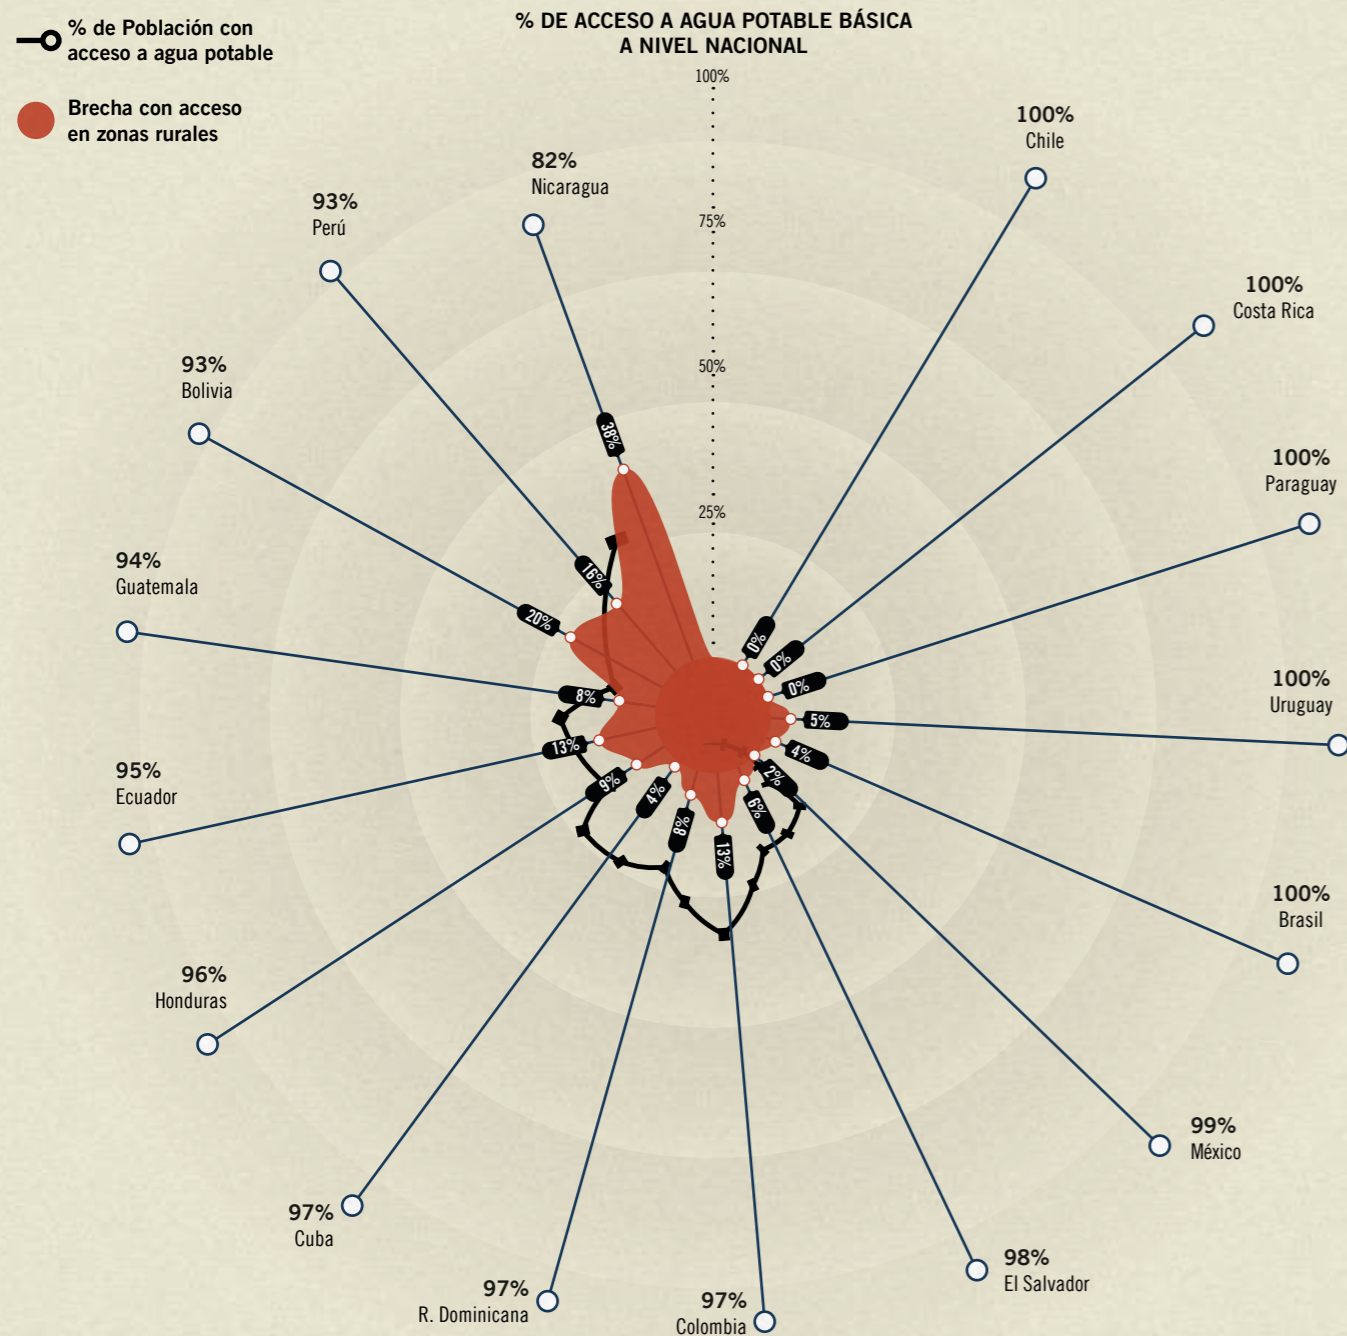 % de Población con
acceso a agua potable
Brecha con acceso
en zonas rurales
% DE ACCESO A AGUA POTABLE BÁSICA
A NIVEL NACIONAL
100%
75%
50%
25%
100%
Chile
0%
100%
Costa Rica
0%
100%
Paraguay
0%
100%
Uruguay
5%
100%
Brasil
4%
99%
México
2%
98%
El Salvador
6%
97%
Colombia
13%
97%
R. Dominicana
8%
97%
Cuba
4%
96%
Honduras
9%
95%
Ecuador
13%
94%
Guatemala
8%
93%
Bolivia
20%
93%
Perú
16%
82%
Nicaragua
38%